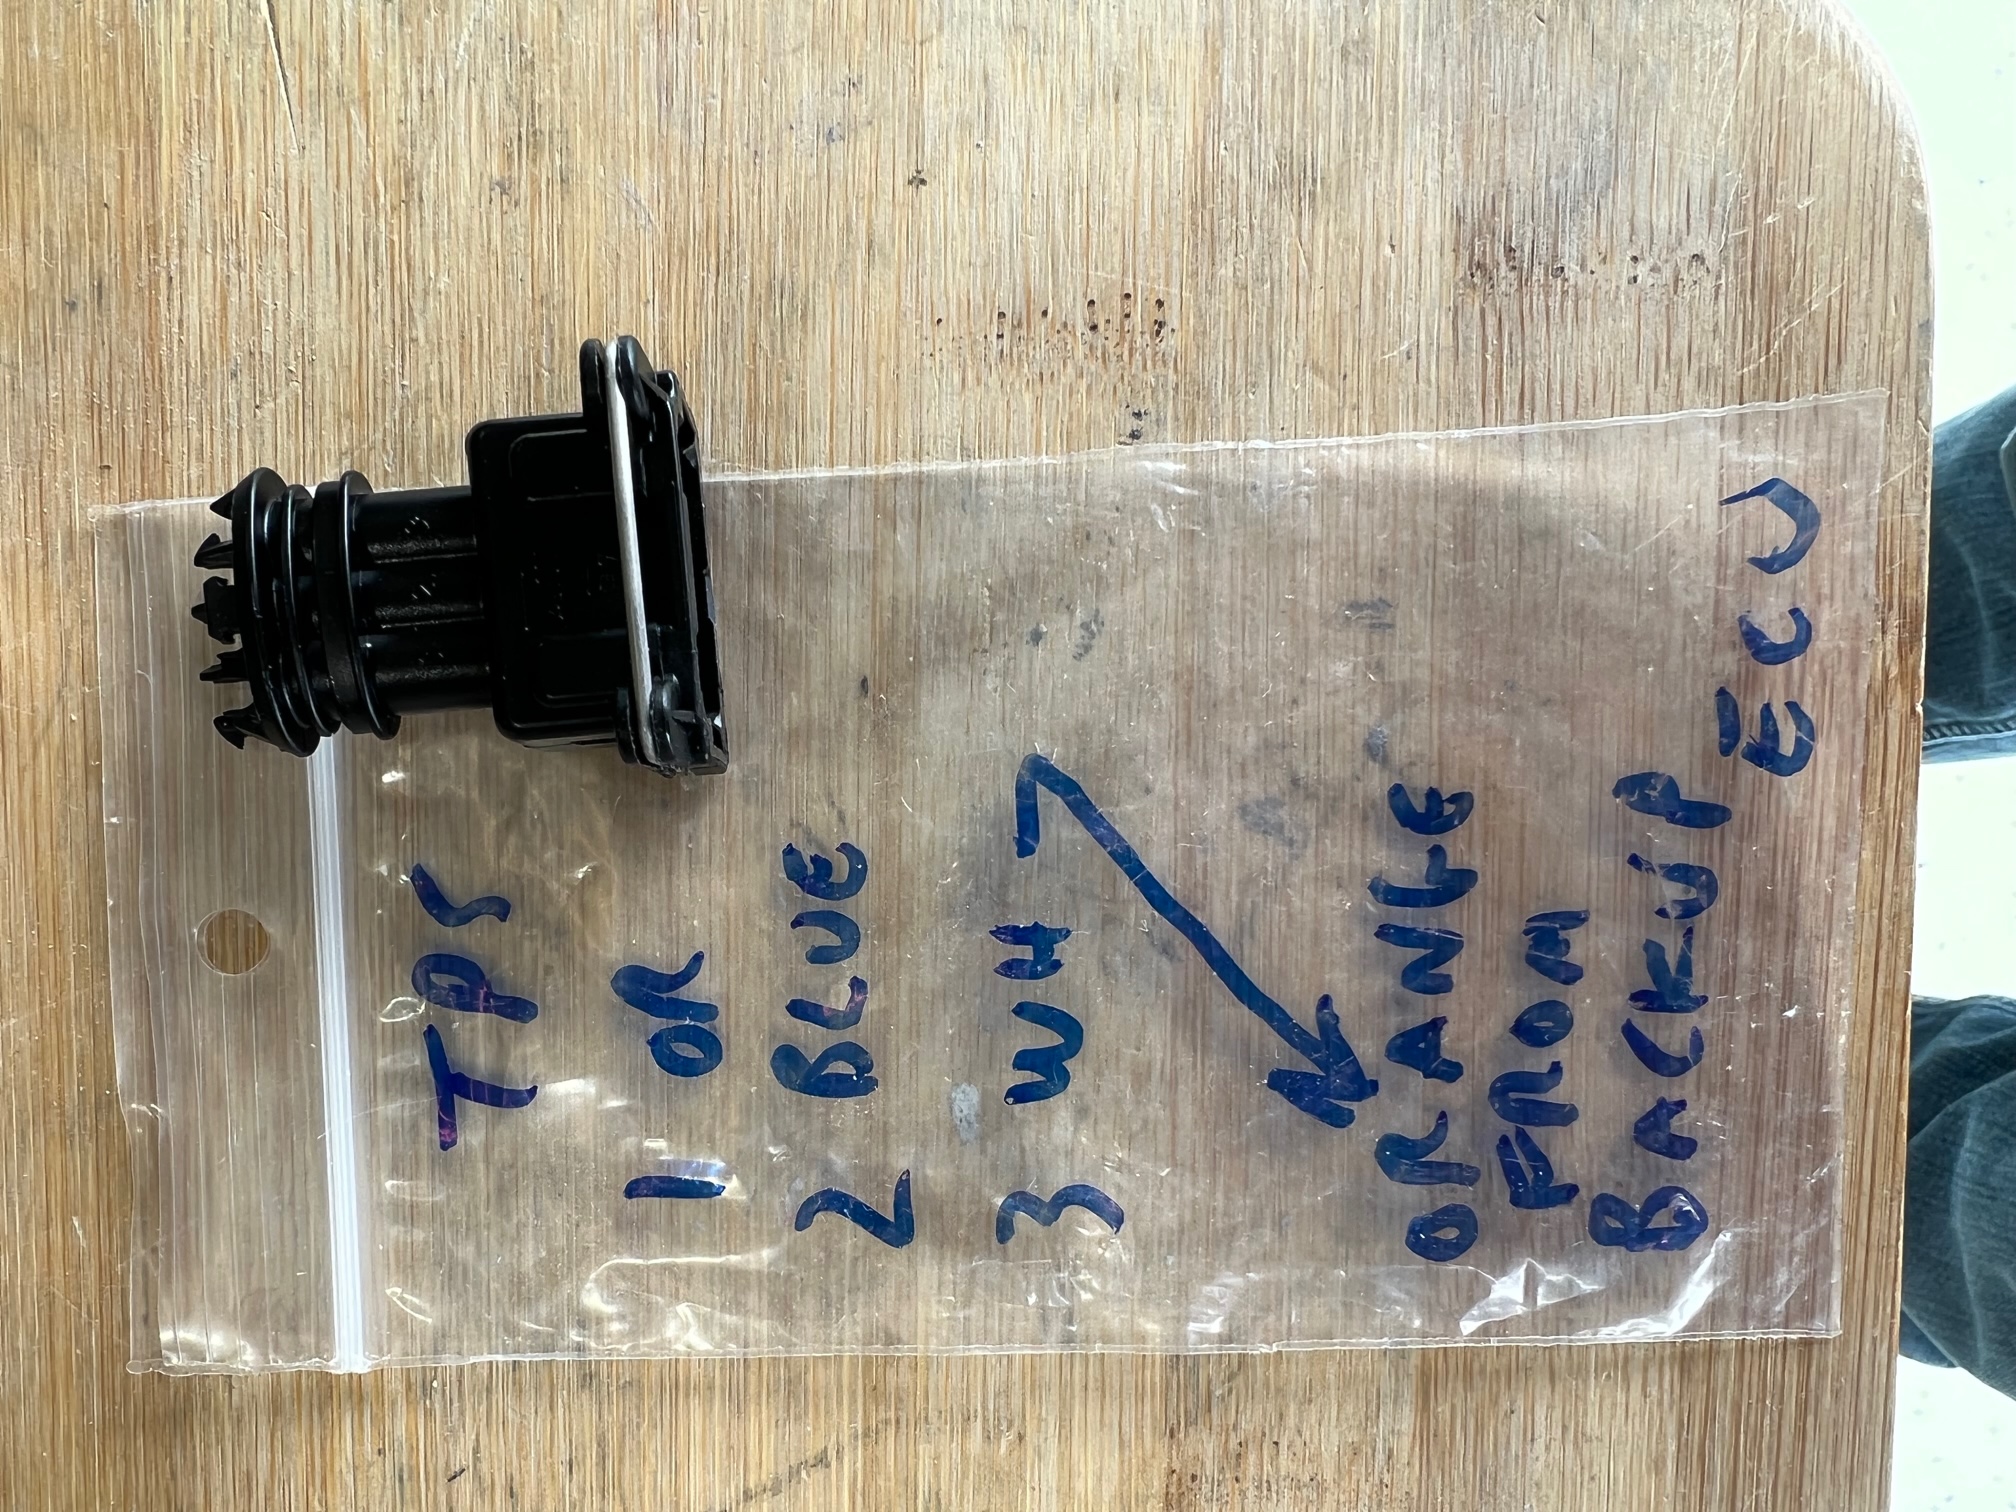 TPS
1 OR
2 BLUE
3 WH
ORANGE
FROM
BACKUP
ECU